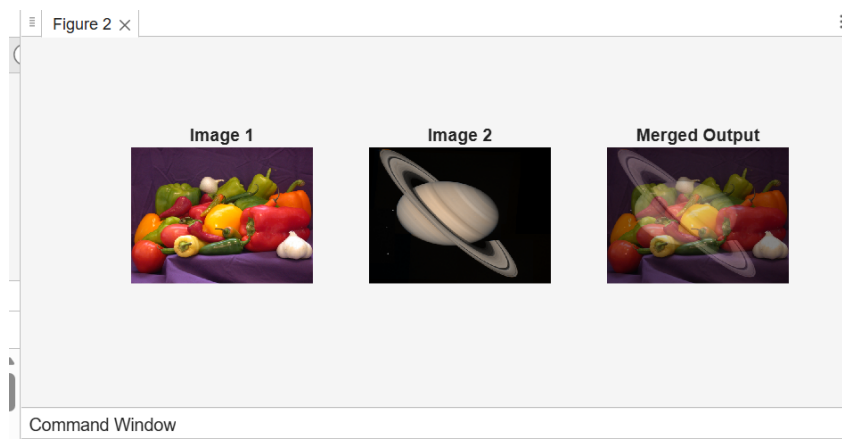 Figure 2
Image 1
Image 2
Merged Output
Command Window